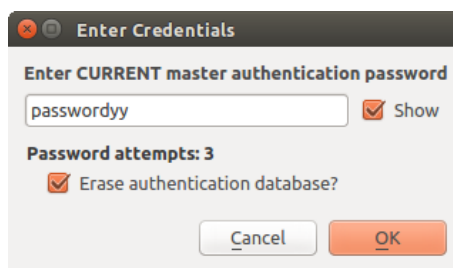 Enter Credentials
Enter CURRENT master authentication password
passwordyy Show
Password attempts: 3
Erase authentication database?
Cancel OK